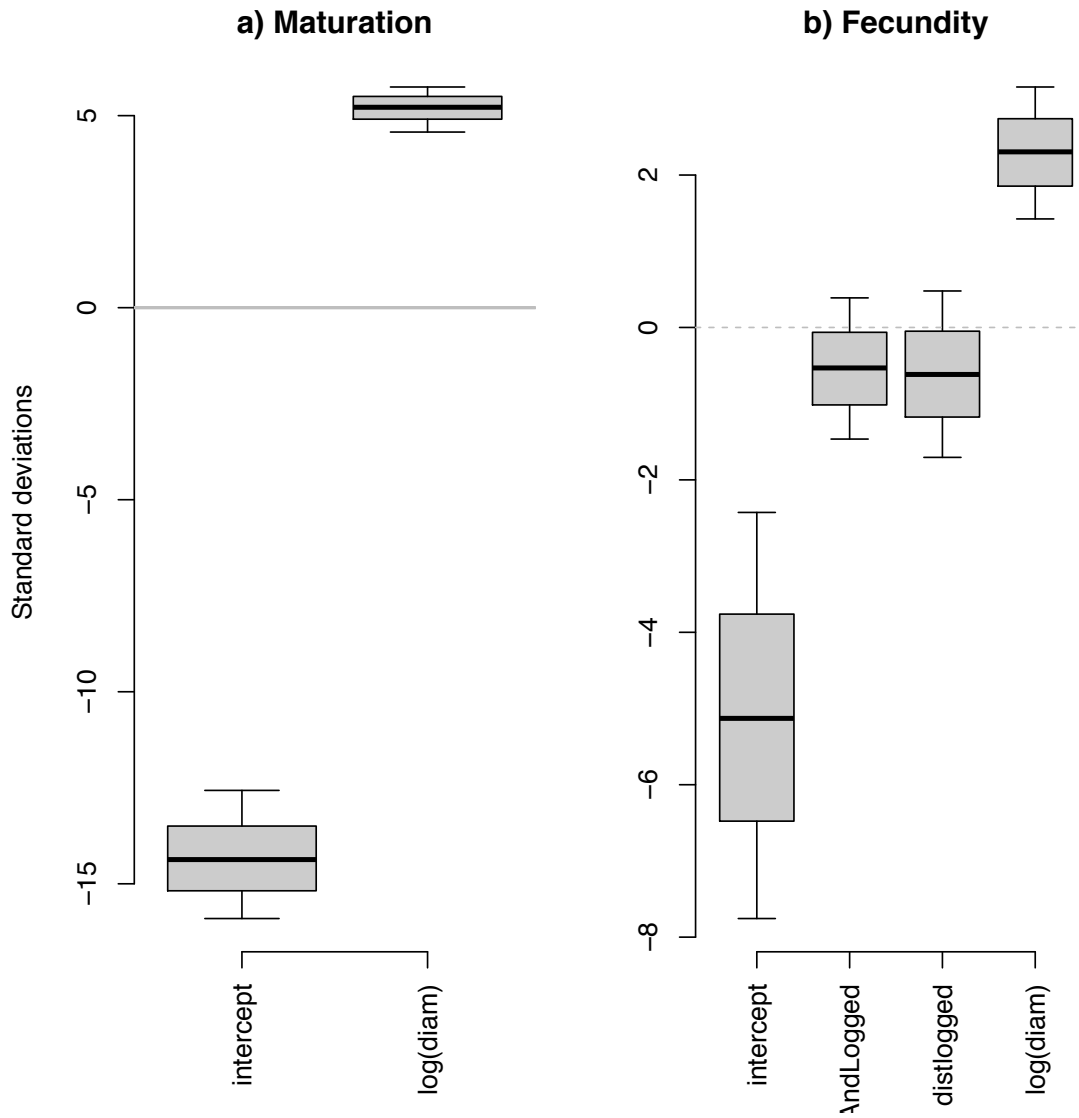 a) Maturation
Standard deviations
5
0
−5
−10
−15
intercept
log(diam)
b) Fecundity
2
0
−2
−4
−6
−8
intercept
AndLogged
distlogged
log(diam)